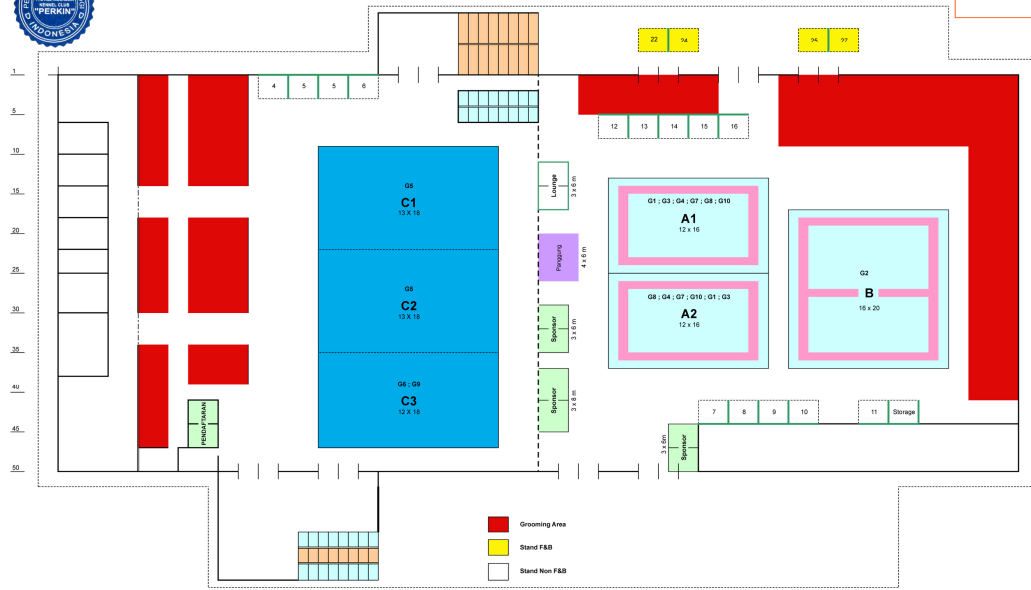 KENNEL CLUB
"PERKIN"
INDONESIA
22
24
26
27
1
5
10
15
20
25
30
35
40
45
50
4
5
5
6
12
13
14
15
16
G5
C1
13 X 18
G5
C2
13 X 18
G6 ; G9
C3
12 X 18
Lounge
3 x 6 m
Panggung
4 x 6 m
Sponsor
3 x 6 m
Sponsor
3 x 8 m
G1 ; G3 ; G4 ; G7 ; G8 ; G10
A1
12 x 16
G8 ; G4 ; G7 ; G10 ; G1 ; G3
A2
12 x 16
G2
B
16 x 20
PENDAFTARAN
7
8
9
10
11
Storage
Sponsor
3 x 6m
Grooming Area
Stand F&B
Stand Non F&B